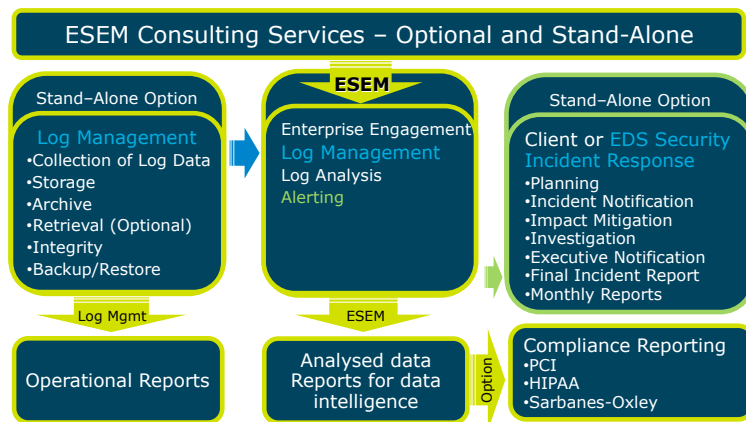 ESEM Consulting Services – Optional and Stand-Alone
Stand–Alone Option
Log Management
•Collection of Log Data
•Storage
•Archive
•Retrieval (Optional)
•Integrity
•Backup/Restore
Log Mgmt
Operational Reports
ESEM
Enterprise Engagement
Log Management
Log Analysis
Alerting
ESEM
Analysed data
Reports for data
intelligence
Option
Stand-Alone Option
Client or EDS Security
Incident Response
•Planning
•Incident Notification
•Impact Mitigation
•Investigation
•Executive Notification
•Final Incident Report
•Monthly Reports
Compliance Reporting
•PCI
•HIPAA
•Sarbanes-Oxley